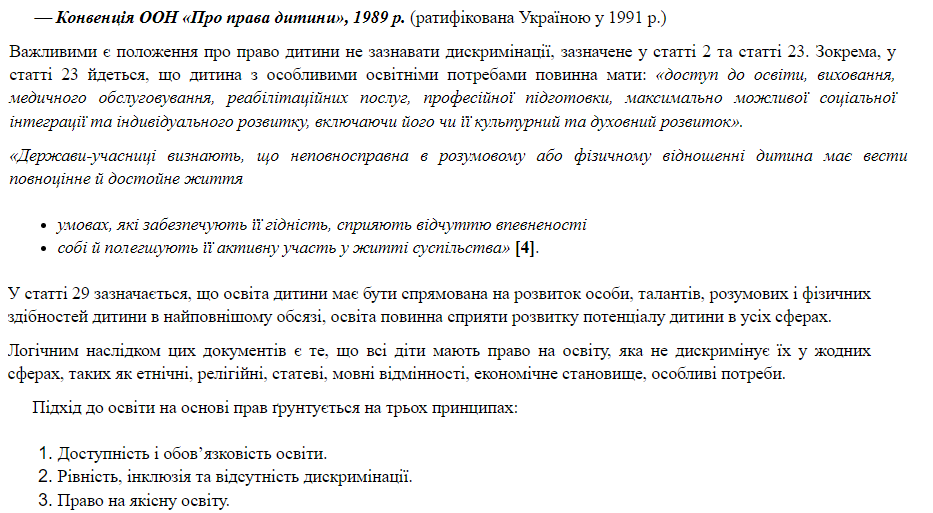 — Конвенція ООН «Про права дитини», 1989 р. (ратифікована Україною у 1991 р.)
Важливими є положення про право дитини не зазнавати дискримінації, зазначене у статті 2 та статті 23. Зокрема, у
статті 23 йдеться, що дитина з особливими освітніми потребами повинна мати: «доступ до освіти, виховання,
медичного обслуговування, реабілітаційних послуг, професійної підготовки, максимально можливої соціальної
інтеграції та індивідуального розвитку, включаючи його чи її культурний та духовний розвиток».
«Держави-учасниці визнають, що неповносправна в розумовому або фізичному відношенні дитина має вести
повноцінне й достойне життя
• умовах, які забезпечують її гідність, сприяють відчуттю впевненості
• собі й полегшують її активну участь у житті суспільства» [4].
У статті 29 зазначається, що освіта дитини має бути спрямована на розвиток особи, талантів, розумових і фізичних
здібностей дитини в найповнішому обсязі, освіта повинна сприяти розвитку потенціалу дитини в усіх сферах.
Логічним наслідком цих документів є те, що всі діти мають право на освіту, яка не дискримінує їх у жодних
сферах, таких як етнічні, релігійні, статеві, мовні відмінності, економічне становище, особливі потреби.
Підхід до освіти на основі прав ґрунтується на трьох принципах:
1. Доступність і обов’язковість освіти.
2. Рівність, інклюзія та відсутність дискримінації.
3. Право на якісну освіту.